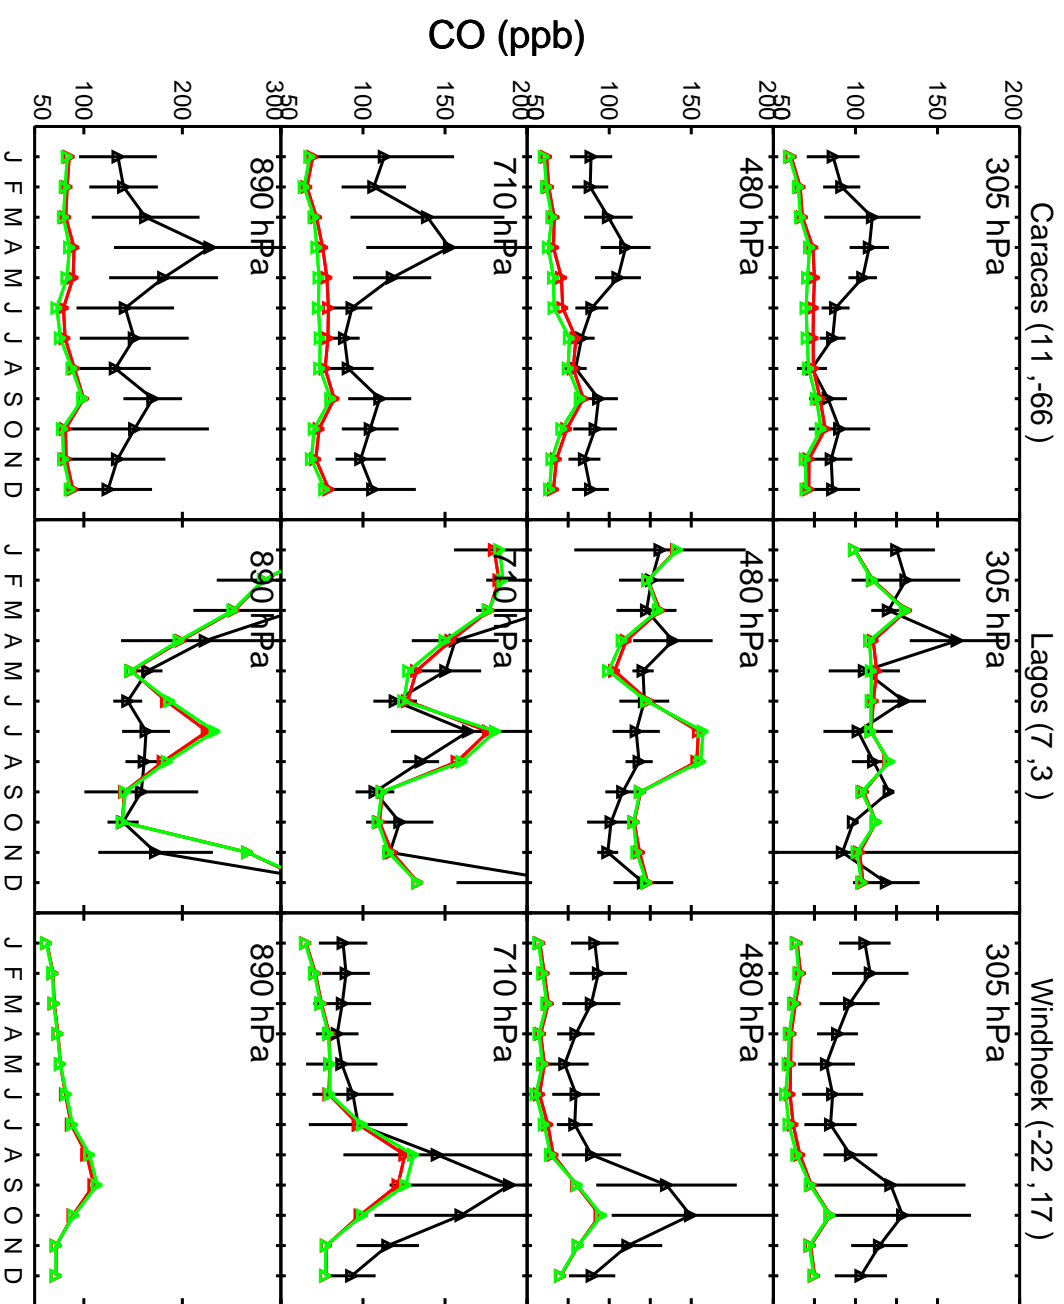 Caracas (11 ,-66 )
Lagos (7 ,3 )
Windhoek (-22 ,17 )
CO (ppb)
200
150
100
50
305 hPa
305 hPa
305 hPa
200
150
100
50
480 hPa
480 hPa
480 hPa
200
150
100
50
710 hPa
710 hPa
710 hPa
300
200
100
50
890 hPa
890 hPa
890 hPa
J F M A M J J A S O N D
J F M A M J J A S O N D
J F M A M J J A S O N D